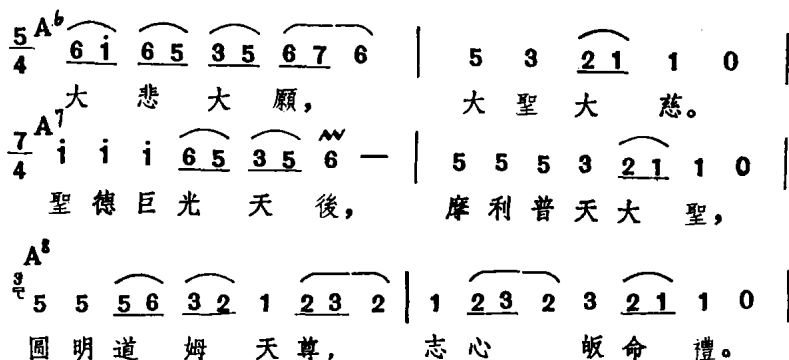 5/4 A6 6 i 6 5 3 5 6 7 6 | 5 3 2 1 1 0 |
大 悲 大 願, 大 聖 大 慈。
7/4 A7 i i i 6 5 3 5 6 — | 5 5 5 3 2 1 1 0 |
聖 德 巨 光 天 後, 摩 利 普 天 大 聖,
A8 5 5 5 6 3 2 1 2 3 2 | 1 2 3 2 3 2 1 1 0 |
圓 明 道 姆 天 尊, 志 心 皈 命 禮。